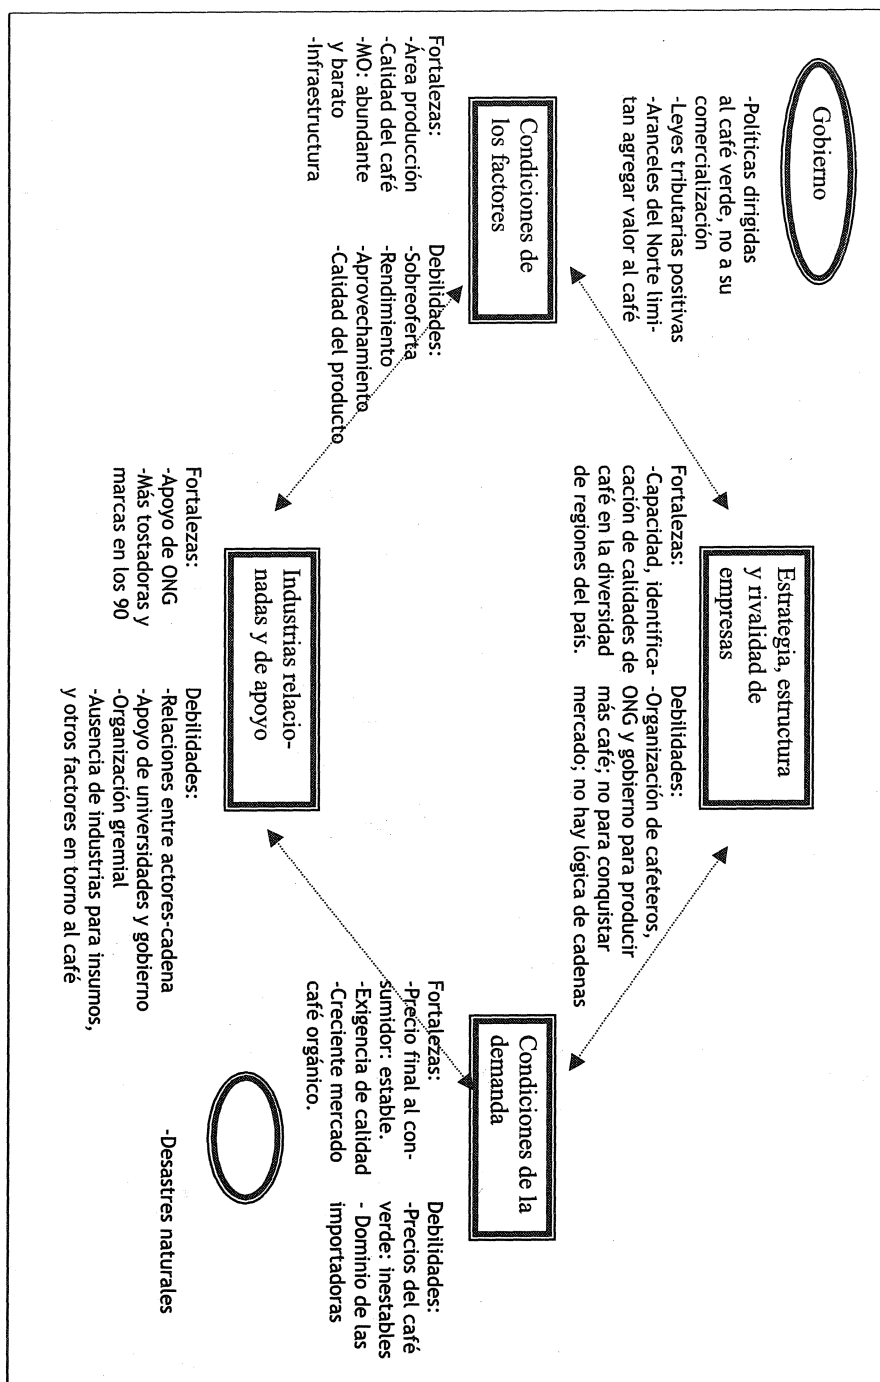 Gobierno
-Políticas dirigidas
al café verde, no a su
comercialización
-Leyes tributarias positivas
-Aranceles del Norte limi-
tan agregar valor al café
Estrategia, estructura
y rivalidad de
empresas
Fortalezas:
-Capacidad, identifica-
cación de calidades de
café en la diversidad
de regiones del país.
Debilidades:
-Organización de cafeteros,
ONG y gobierno para producir
más café; no para conquistar
mercado; no hay lógica de cadenas
Condiciones de
los factores
Fortalezas:
-Área producción
-Calidad del café
-MO: abundante
y barato
-Infraestructura
Debilidades:
-Sobreoferta
-Rendimiento
-Aprovechamiento
-Calidad del producto
Condiciones de la
demanda
Fortalezas:
-Precio final al con-
sumidor: estable.
-Exigencia de calidad
-Creciente mercado
café orgánico.
Debilidades:
-Precios del café
verde: inestables
- Dominio de las
importadoras
Industrias relacio-
nadas y de apoyo
Fortalezas:
-Apoyo de ONG
-Más tostadoras y
marcas en los 90
Debilidades:
-Relaciones entre actores-cadena
-Apoyo de universidades y gobierno
-Organización gremial
-Ausencia de industrias para insumos,
y otros factores en torno al café
-Desastres naturales